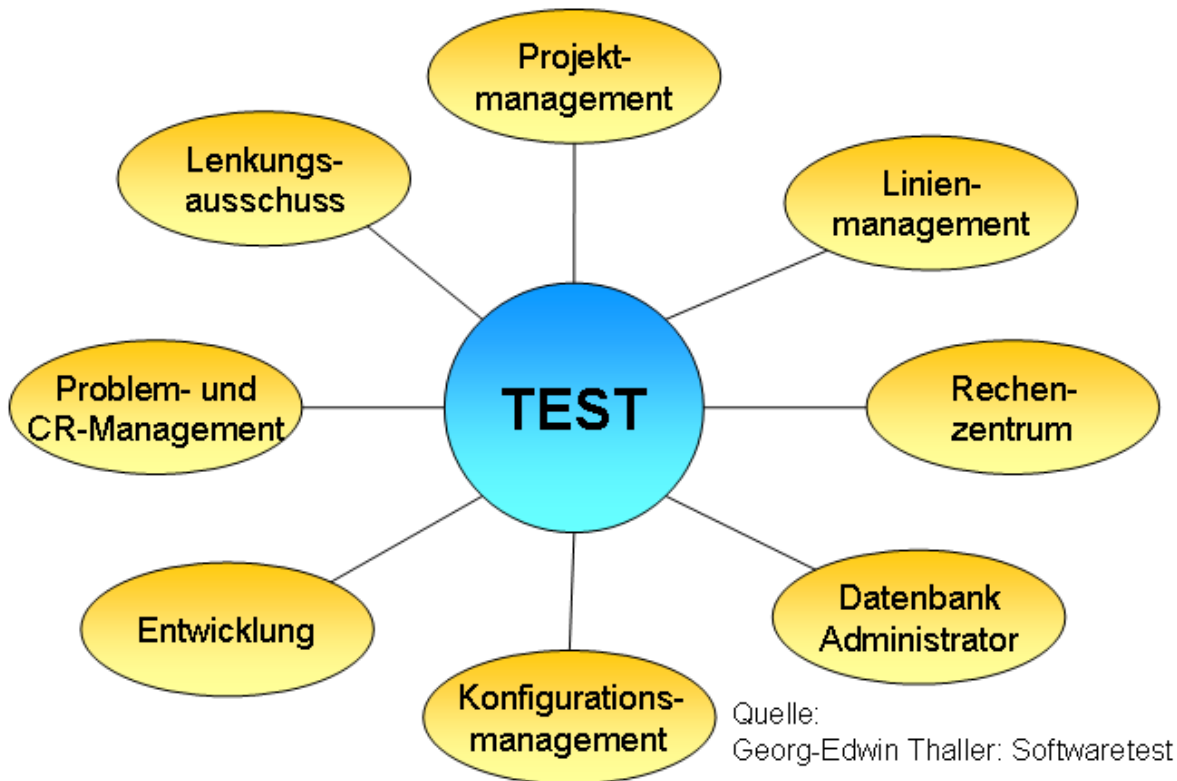 Projekt-
management
Lenkungs-
ausschuss
Linien-
management
Problem- und
CR-Management
TEST
Rechen-
zentrum
Entwicklung
Datenbank
Administrator
Konfigurations-
management
Quelle:
Georg-Edwin Thaller: Softwaretest